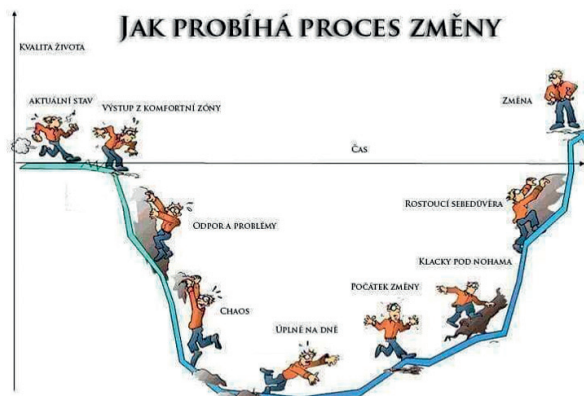 JAK PROBÍHÁ PROCES ZMĚNY
KVALITA ŽIVOTA
AKTUÁLNÍ STAV
VÝSTUP Z KOMFORTNÍ ZÓNY
ZMĚNA
ČAS
ODPOR A PROBLÉMY
ROSTOUCÍ SEBEDŮVĚRA
KLACKY POD NOHAMA
POČÁTEK ZMĚNY
CHAOS
ÚPLNĚ NA DNĚ